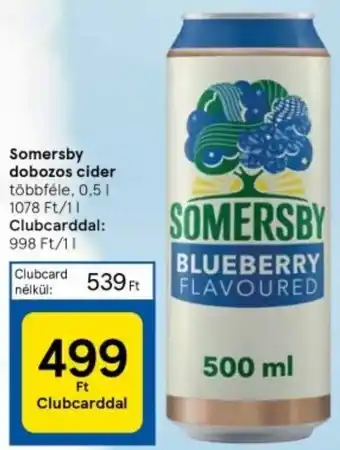 Somersby
dobozos cider
többféle, 0,5 l
1078 Ft/1 l
Clubcarddal:
998 Ft/1 l
Clubcard
nélkül:
539 Ft
499
Ft
Clubcarddal
SOMERSBY
BLUEBERRY
FLAVOURED
500 ml